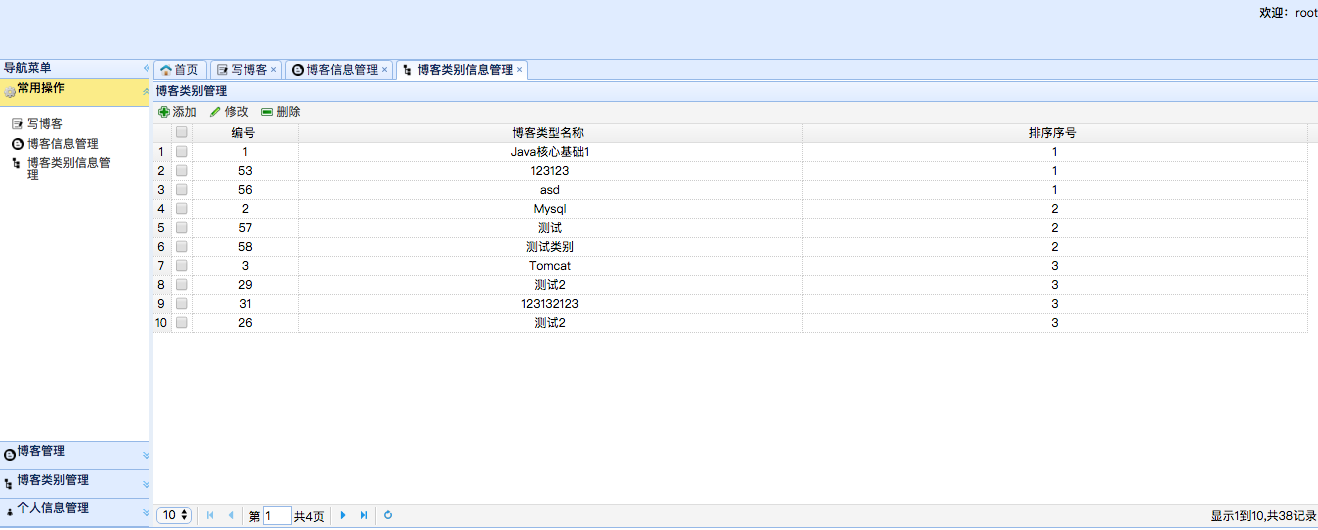 欢迎：root
导航菜单
常用操作
写博客
博客信息管理
博客类别信息管
理
博客管理
博客类别管理
个人信息管理
首页 写博客 × 博客信息管理 × 博客类别信息管理 ×
博客类别管理
添加 修改 删除
编号 博客类型名称 排序序号
1 1 Java核心基础1 1
2 53 123123 1
3 56 asd 1
4 2 Mysql 2
5 57 测试 2
6 58 测试类别 2
7 3 Tomcat 3
8 29 测试2 3
9 31 123132123 3
10 26 测试2 3
10 第 1 共4页 显示1到10,共38记录